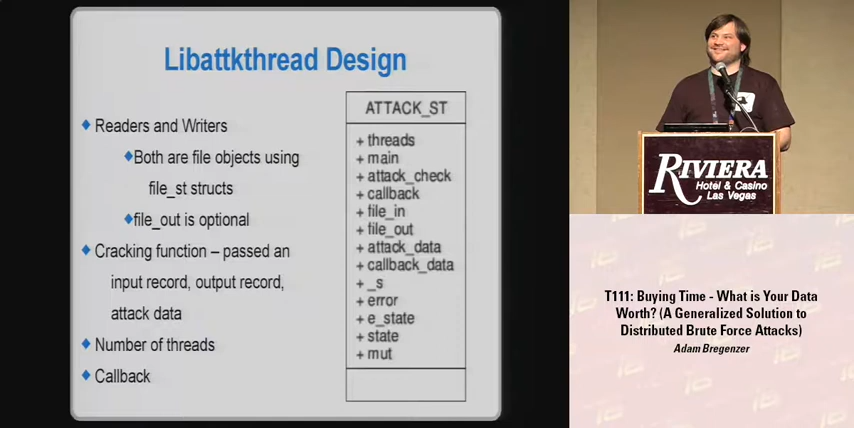 Libattkthread Design
Readers and Writers
Both are file objects using
file_st structs
file_out is optional
Cracking function – passed an
input record, output record,
attack data
Number of threads
Callback
ATTACK_ST
+ threads
+ main
+ attack_check
+ callback
+ file_in
+ file_out
+ attack_data
+ callback_data
+ _s
+ error
+ e_state
+ state
+ mut
RIVIERA
Hotel & Casino
Las Vegas
T111: Buying Time - What is Your Data
Worth? (A Generalized Solution to
Distributed Brute Force Attacks)
Adam Bregenzer